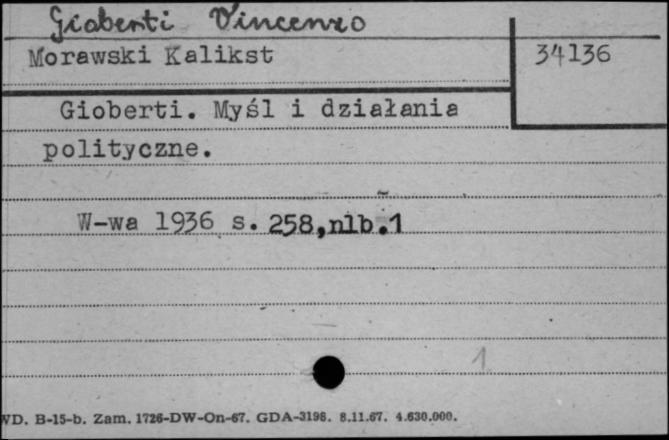 Gioberti Vincenzo
Morawski Kalikst
34136
Gioberti. Myśl i działania
polityczne.
W-wa 1936 s. 258,nlb.1
1
WD. B-15-b. Zam. 1726-DW-On-67. GDA-3198. 8.11.67. 4.630.000.